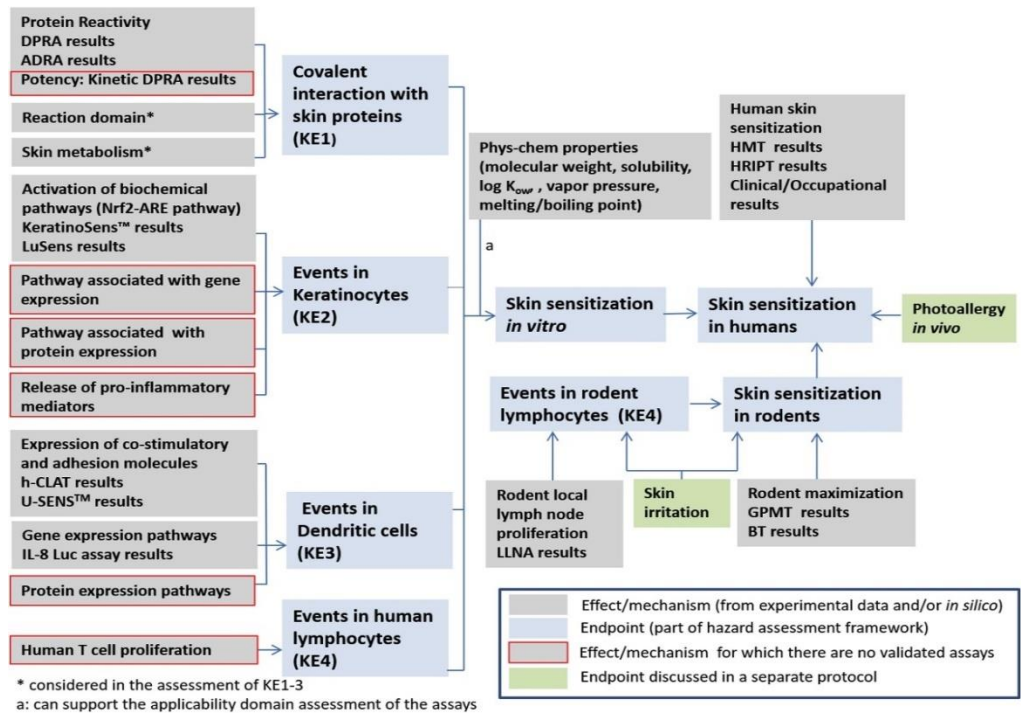 Protein Reactivity
DPRA results
ADRA results
Potency: Kinetic DPRA results
Reaction domain*
Skin metabolism*
Covalent
interaction with
skin proteins
(KE1)
Activation of biochemical
pathways (Nrf2-ARE pathway)
KeratinoSens™ results
LuSens results
Pathway associated with gene
expression
Pathway associated with
protein expression
Release of pro-inflammatory
mediators
Events in
Keratinocytes
(KE2)
Expression of co-stimulatory
and adhesion molecules
h-CLAT results
U-SENS™ results
Gene expression pathways
IL-8 Luc assay results
Protein expression pathways
Events in
Dendritic cells
(KE3)
Human T cell proliferation
Events in human
lymphocytes
(KE4)
Phys-chem properties
(molecular weight, solubility,
log Kow, , vapor pressure,
melting/boiling point)
a
Human skin
sensitization
HMT results
HRIPT results
Clinical/Occupational
results
Skin sensitization
in vitro
Skin sensitization
in humans
Photoallergy
in vivo
Events in rodent
lymphocytes (KE4)
Skin sensitization
in rodents
Rodent local
lymph node
proliferation
LLNA results
Skin
irritation
Rodent maximization
GPMT results
BT results
Effect/mechanism (from experimental data and/or in silico)
Endpoint (part of hazard assessment framework)
Effect/mechanism for which there are no validated assays
Endpoint discussed in a separate protocol
* considered in the assessment of KE1-3
a: can support the applicability domain assessment of the assays